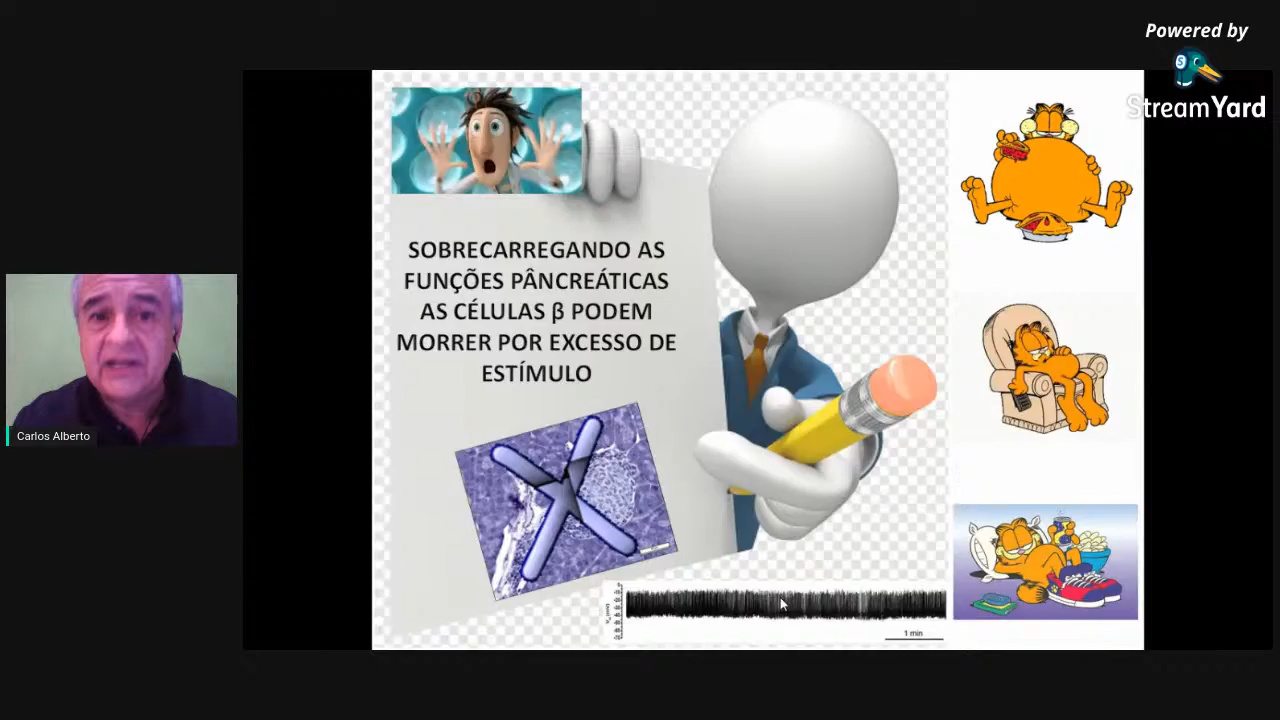 Powered by
StreamYard
SOBRECARREGANDO AS
FUNÇÕES PÂNCREÁTICAS
AS CÉLULAS β PODEM
MORRER POR EXCESSO DE
ESTÍMULO
Carlos Alberto
1 min